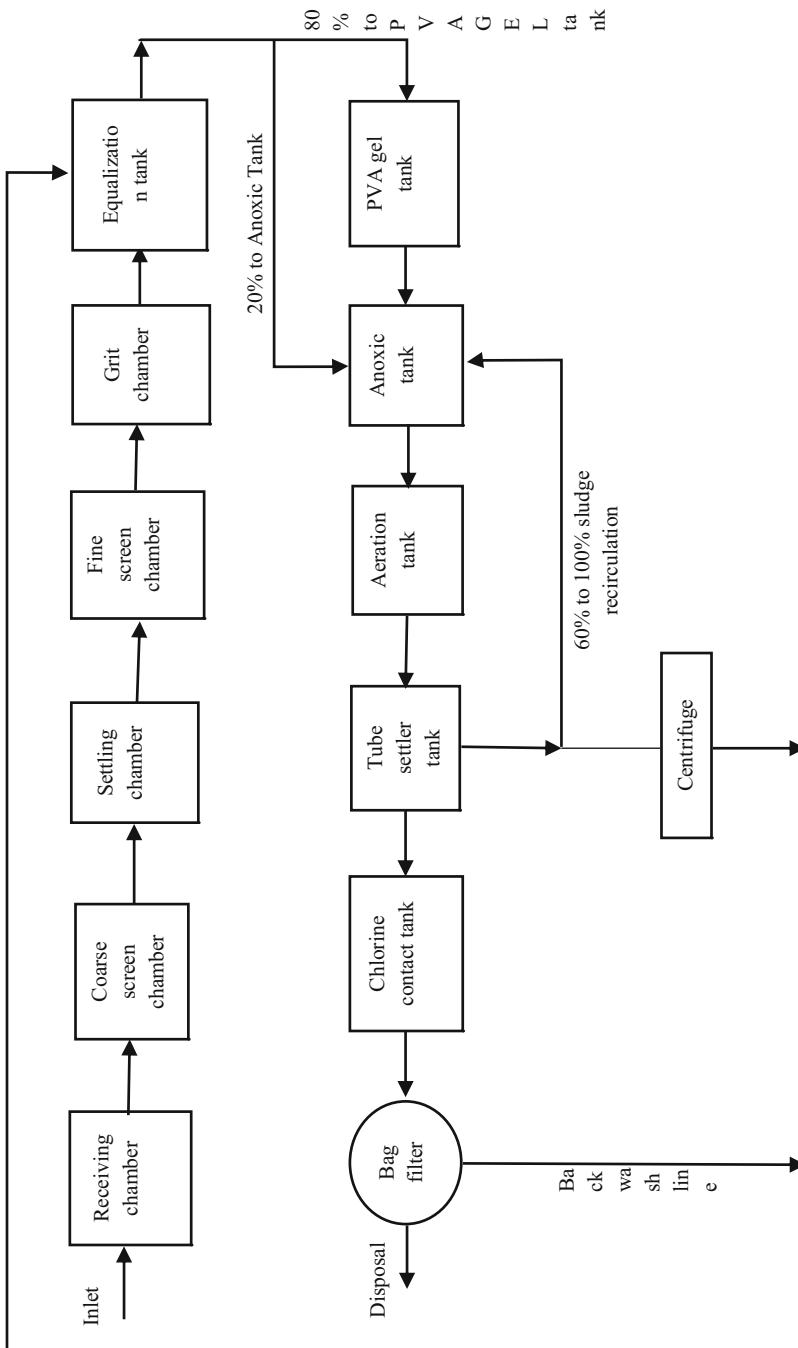 Inlet
Receiving
chamber
Coarse
screen
chamber
Settling
chamber
Fine
screen
chamber
Grit
chamber
Equalizatio
n tank
80
% to
P
V
A
G
E
L
ta
nk
20% to Anoxic Tank
PVA gel
tank
Anoxic
tank
Aeration
tank
Tube
settler
tank
Chlorine
contact tank
Bag
filter
Disposal
60% to 100% sludge
recirculation
Centrifuge
Ba
ck
wa
sh
lin
e